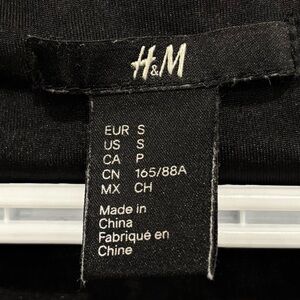 H&M
EUR S
US S
CA P
CN 165/88A
MX CH
Made in
China
Fabriqué en
Chine